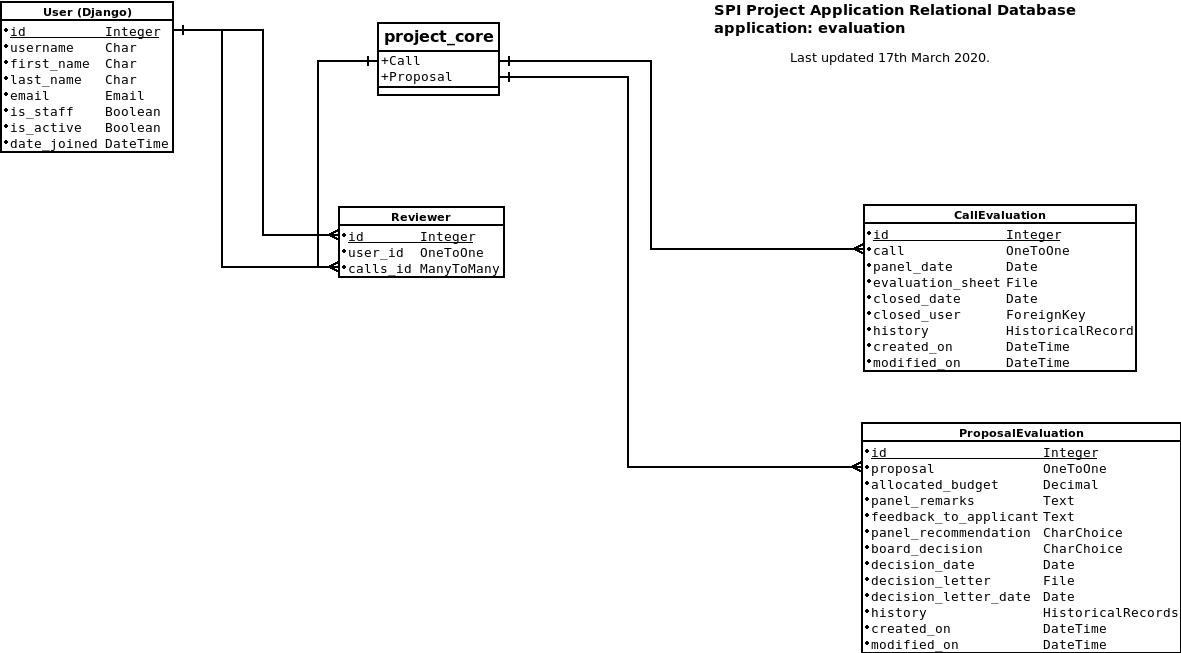 SPI Project Application Relational Database
application: evaluation
Last updated 17th March 2020.
User (Django)
id Integer
username Char
first_name Char
last_name Char
email Email
is_staff Boolean
is_active Boolean
date_joined DateTime
project_core
+Call
+Proposal
Reviewer
id Integer
user_id OneToOne
calls_id ManyToMany
CallEvaluation
id Integer
call OneToOne
panel_date Date
evaluation_sheet File
closed_date Date
closed_user ForeignKey
history HistoricalRecord
created_on DateTime
modified_on DateTime
ProposalEvaluation
id Integer
proposal OneToOne
allocated_budget Decimal
panel_remarks Text
feedback_to_applicant Text
panel_recommendation CharChoice
board_decision CharChoice
decision_date Date
decision_letter File
decision_letter_date Date
history HistoricalRecords
created_on DateTime
modified_on DateTime